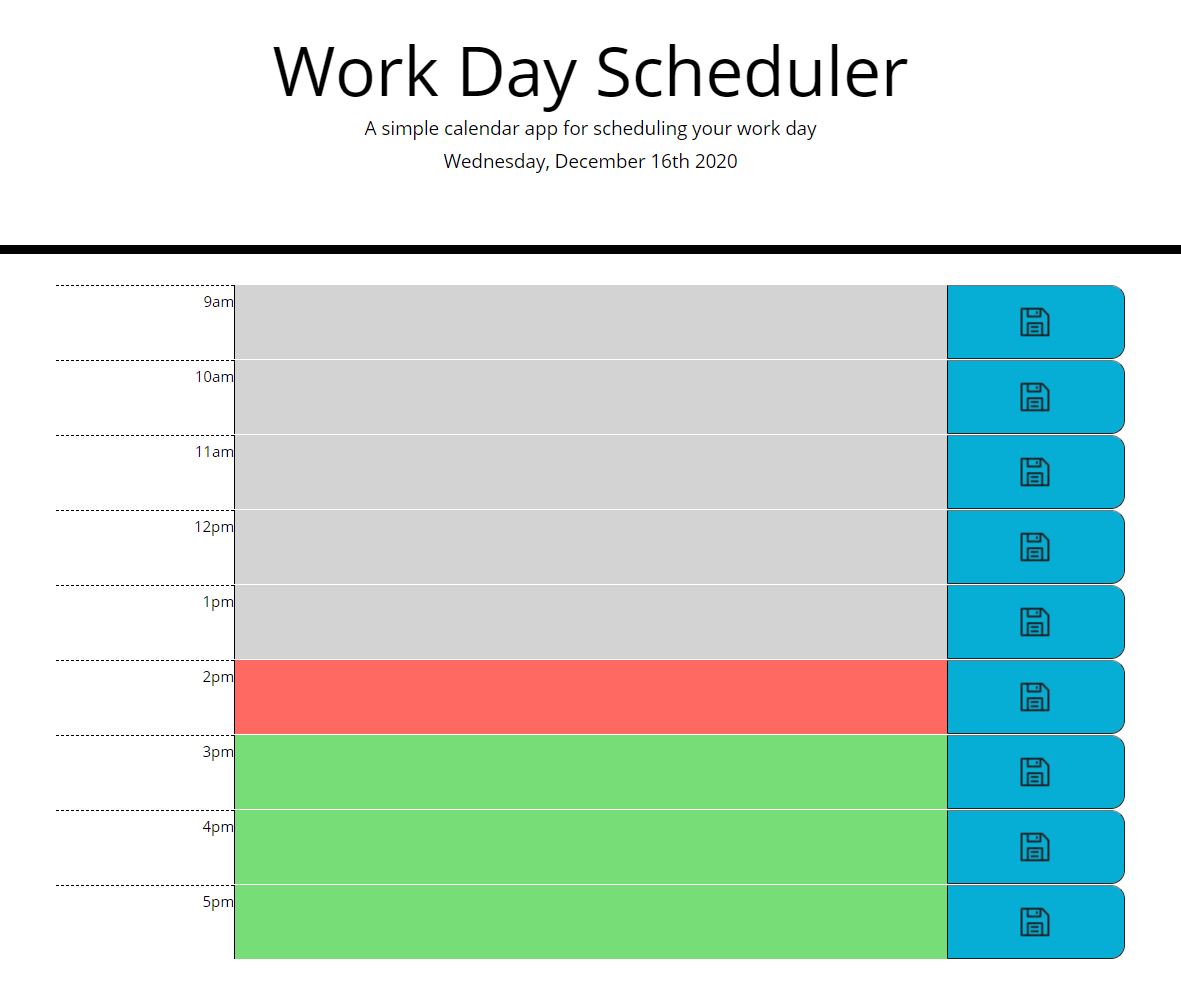 Work Day Scheduler
A simple calendar app for scheduling your work day
Wednesday, December 16th 2020
9am
10am
11am
12pm
1pm
2pm
3pm
4pm
5pm